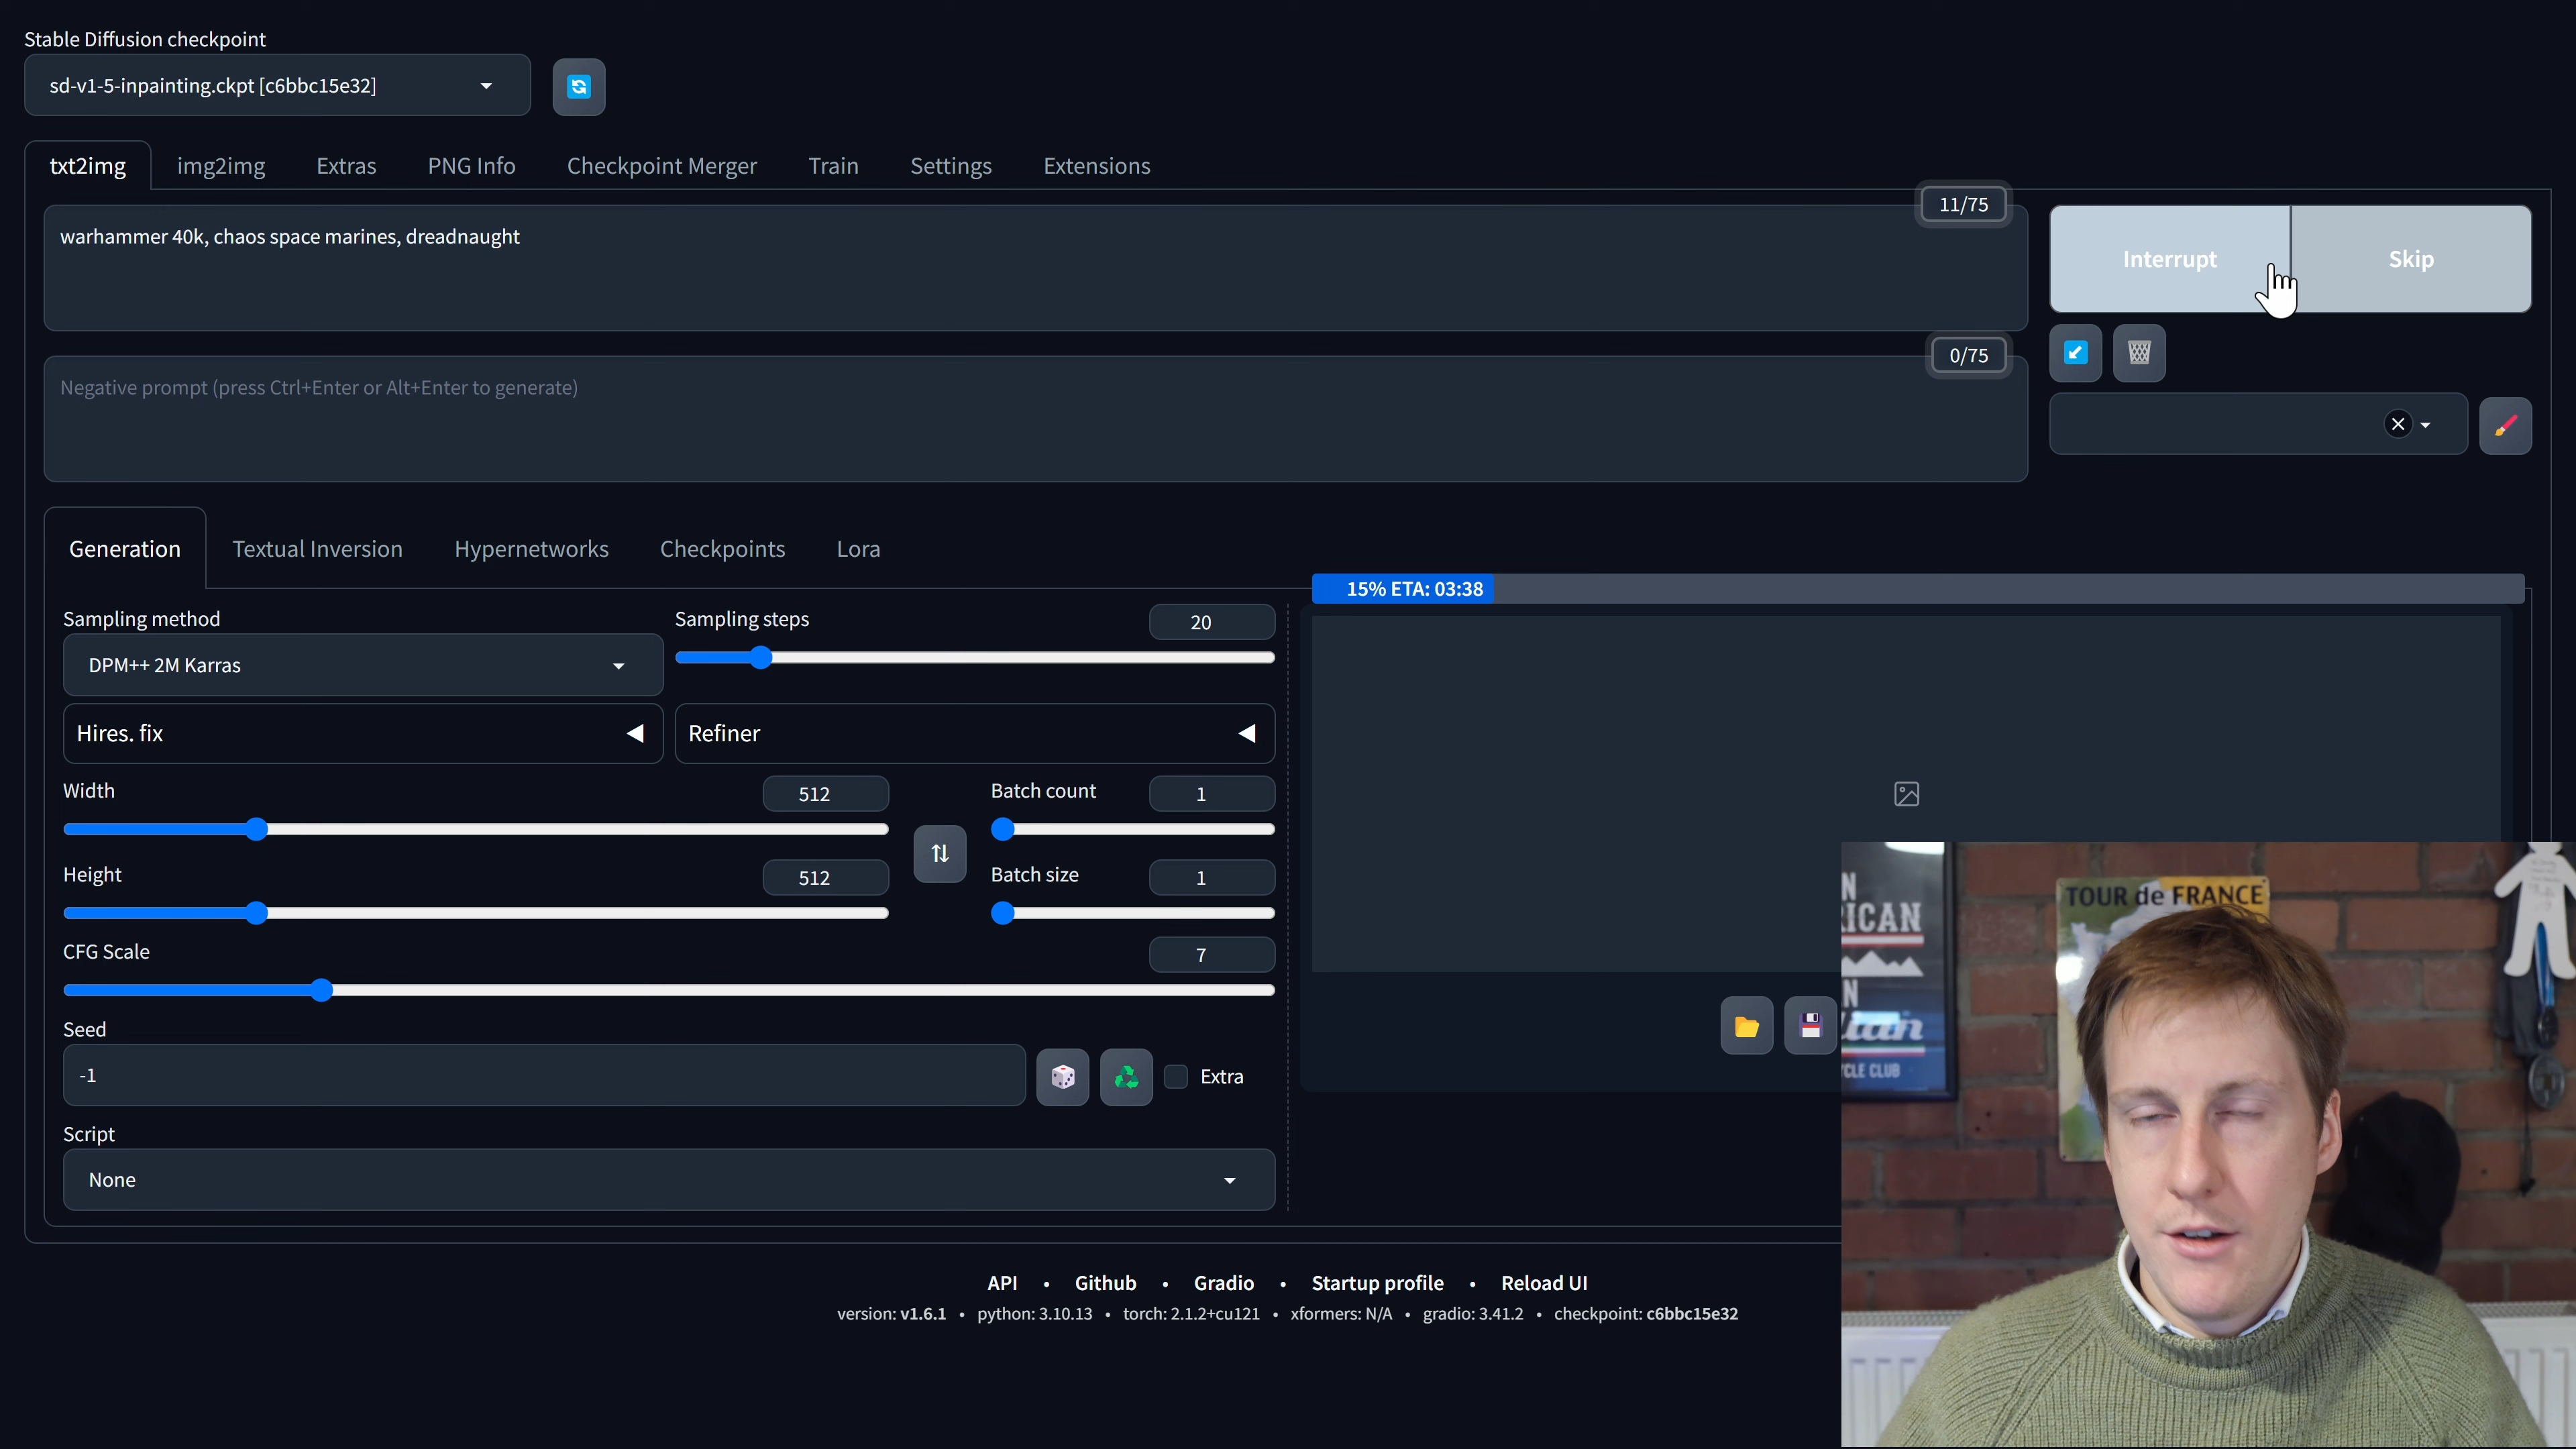 Stable Diffusion checkpoint
sd-v1-5-inpainting.ckpt [c6bbc15e32]
txt2img
img2img
Extras
PNG Info
Checkpoint Merger
Train
Settings
Extensions
11/75
warhammer 40k, chaos space marines, dreadnaught
Interrupt
Skip
0/75
Negative prompt (press Ctrl+Enter or Alt+Enter to generate)
Generation
Textual Inversion
Hypernetworks
Checkpoints
Lora
15% ETA: 03:38
Sampling method
DPM++ 2M Karras
Sampling steps
20
Hires. fix
Refiner
Width
512
Batch count
1
Height
512
Batch size
1
CFG Scale
7
Seed
-1
Extra
Script
None
API • Github • Gradio • Startup profile • Reload UI
version: v1.6.1 • python: 3.10.13 • torch: 2.1.2+cu121 • xformers: N/A • gradio: 3.41.2 • checkpoint: c6bbc15e32
TOUR de FRANCE
CLUB